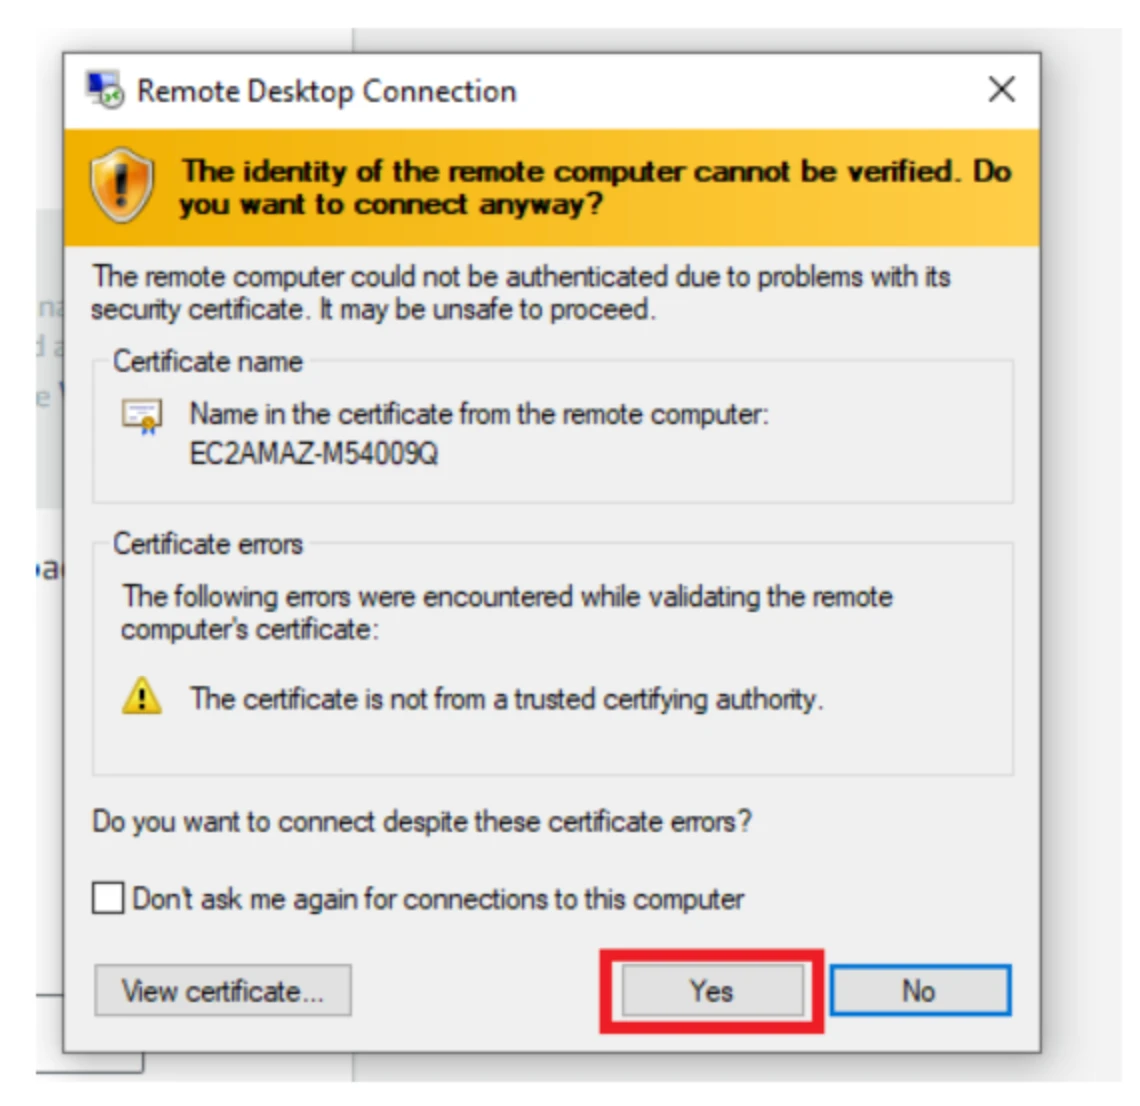 Remote Desktop Connection
The identity of the remote computer cannot be verified. Do
you want to connect anyway?
The remote computer could not be authenticated due to problems with its
security certificate. It may be unsafe to proceed.
Certificate name
Name in the certificate from the remote computer:
EC2AMAZ-M54009Q
Certificate errors
The following errors were encountered while validating the remote
computer's certificate:
The certificate is not from a trusted certifying authority.
Do you want to connect despite these certificate errors?
Don't ask me again for connections to this computer
View certificate...
Yes
No